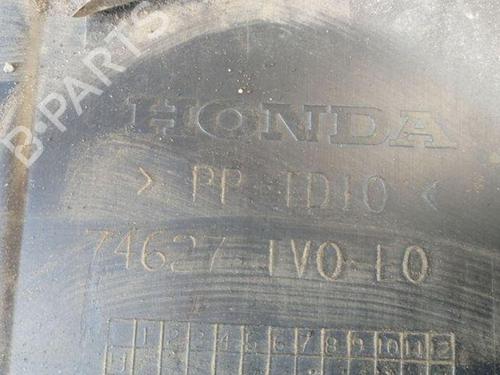 B-PARTS
HONDA
> PP-TD10 <
74627-TV0-E0
1 2 3 4 5 6 7 8 9 10 11 12